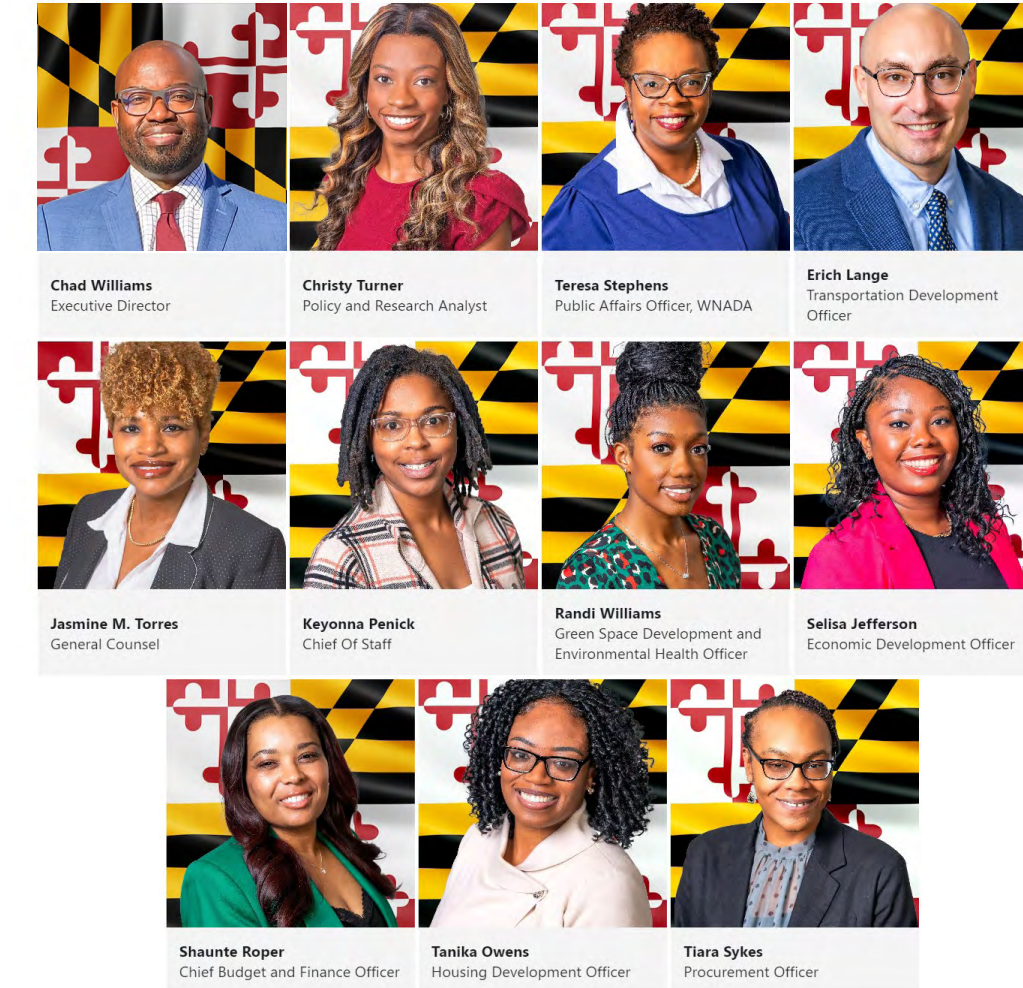 Chad Williams
Executive Director
Christy Turner
Policy and Research Analyst
Teresa Stephens
Public Affairs Officer, WNADA
Erich Lange
Transportation Development
Officer
Jasmine M. Torres
General Counsel
Keyonna Penick
Chief Of Staff
Randi Williams
Green Space Development and
Environmental Health Officer
Selisa Jefferson
Economic Development Officer
Shaunte Roper
Chief Budget and Finance Officer
Tanika Owens
Housing Development Officer
Tiara Sykes
Procurement Officer